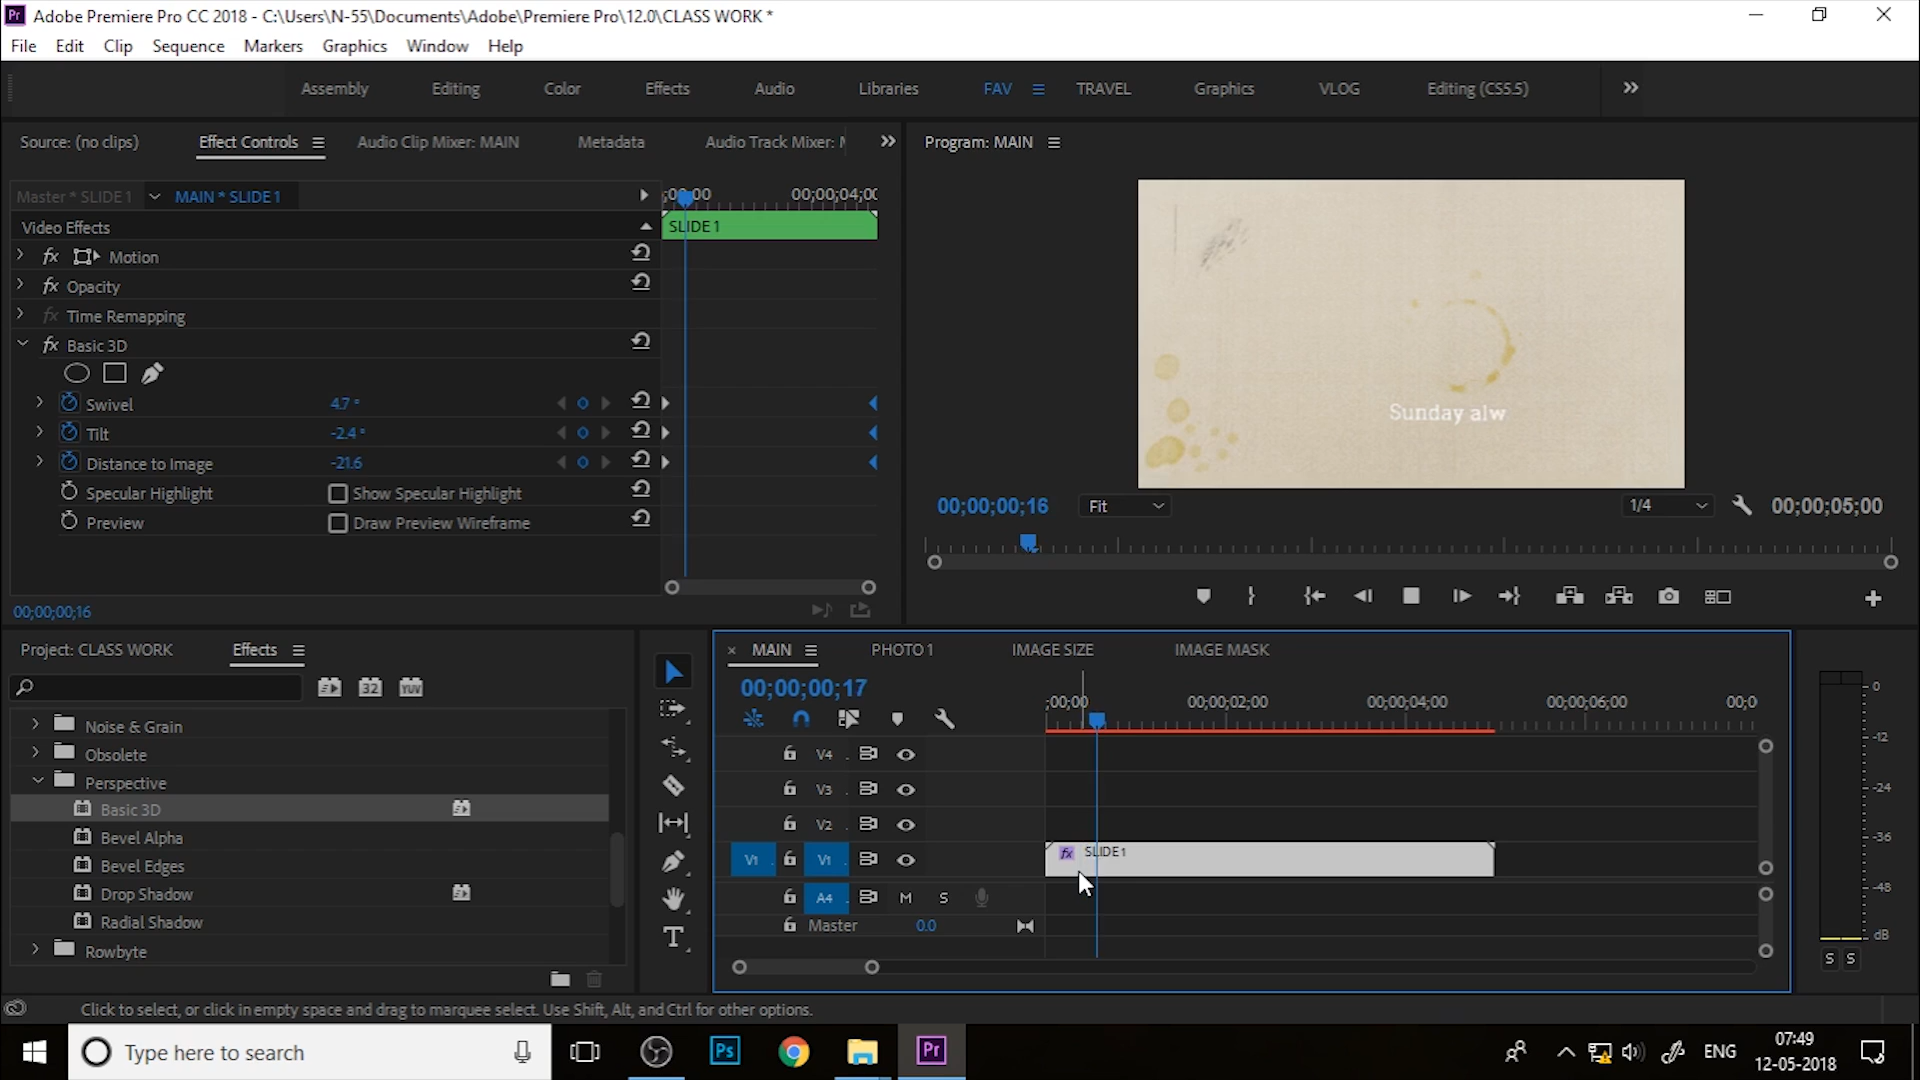 Adobe Premiere Pro CC 2018 - C:\Users\N-55\Documents\Adobe\Premiere Pro\12.0\CLASS WORK *
File Edit Clip Sequence Markers Graphics Window Help
Assembly Editing Color Effects Audio Libraries FAV TRAVEL Graphics VLOG Editing (CS5.5)
Source: (no clips) Effect Controls Audio Clip Mixer: MAIN Metadata Audio Track Mixer: M
Program: MAIN
Master * SLIDE 1 MAIN * SLIDE 1
;00;00 00;00;04;00
Video Effects
SLIDE 1
fx Motion
fx Opacity
fx Time Remapping
fx Basic 3D
Swivel 4.7 °
Tilt -2.4 °
Distance to Image -21.6
Specular Highlight Show Specular Highlight
Preview Draw Preview Wireframe
00;00;00;16
Sunday alw
00;00;00;16 Fit 1/4 00;00;05;00
Project: CLASS WORK Effects
32 YUV
Noise & Grain
Obsolete
Perspective
Basic 3D
Bevel Alpha
Bevel Edges
Drop Shadow
Radial Shadow
Rowbyte
MAIN PHOTO 1 IMAGE SIZE IMAGE MASK
00;00;00;17
;00;00 00;00;02;00 00;00;04;00 00;00;06;00 00;0
V4
V3
V2
V1 V1 fx SLIDE 1
A4 M S
Master 0.0
0
-12
-24
-36
-48
dB
S S
Click to select, or click in empty space and drag to marquee select. Use Shift, Alt, and Ctrl for other options.
Type here to search
Ps
Pr
ENG
07:49
12-05-2018